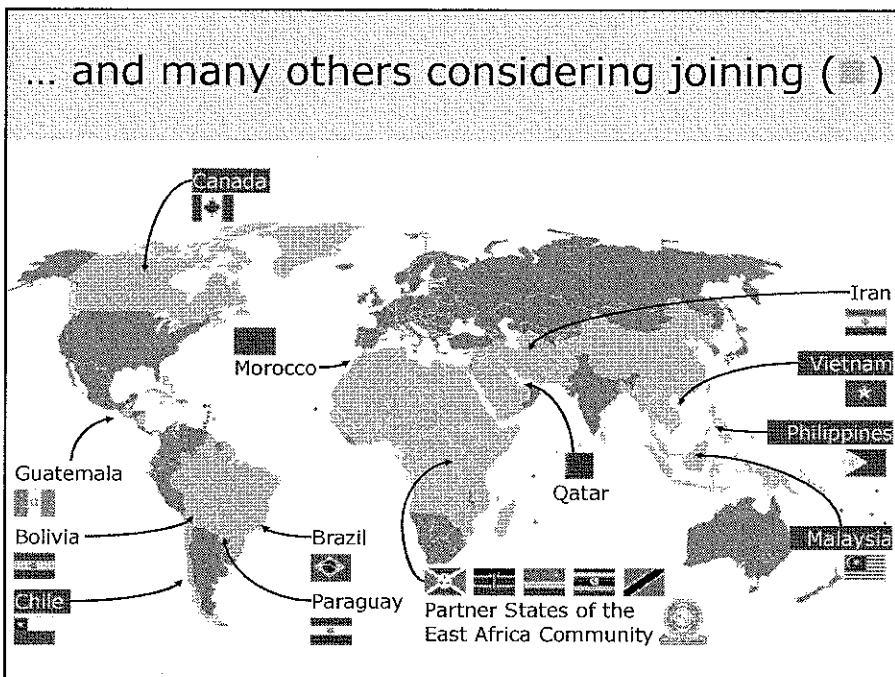 ... and many others considering joining ( )
Canada
Iran
Morocco
Vietnam
Philippines
Guatemala
Qatar
Bolivia
Brazil
Malaysia
Chile
Paraguay
Partner States of the
East Africa Community